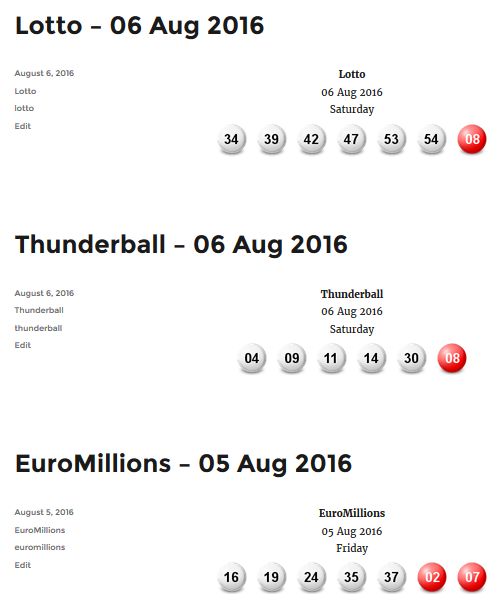 Lotto – 06 Aug 2016
August 6, 2016
Lotto
lotto
Edit
Lotto
06 Aug 2016
Saturday
34 39 42 47 53 54 08
Thunderball – 06 Aug 2016
August 6, 2016
Thunderball
thunderball
Edit
Thunderball
06 Aug 2016
Saturday
04 09 11 14 30 08
EuroMillions – 05 Aug 2016
August 5, 2016
EuroMillions
euromillions
Edit
EuroMillions
05 Aug 2016
Friday
16 19 24 35 37 02 07